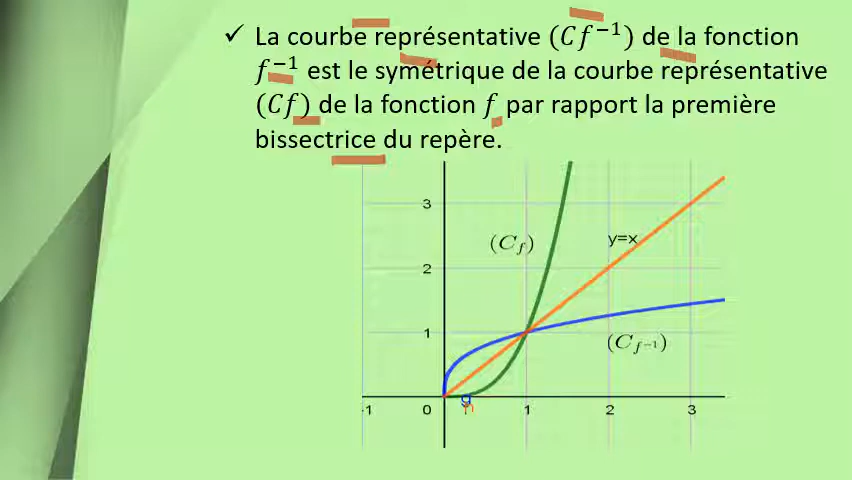 ✓ La courbe représentative (Cf⁻¹) de la fonction
f⁻¹ est le symétrique de la courbe représentative
(Cf) de la fonction f par rapport la première
bissectrice du repère.
3
(C_f)
y=x
2
1
(C_{f⁻¹})
-1 0 1 2 3
g
h